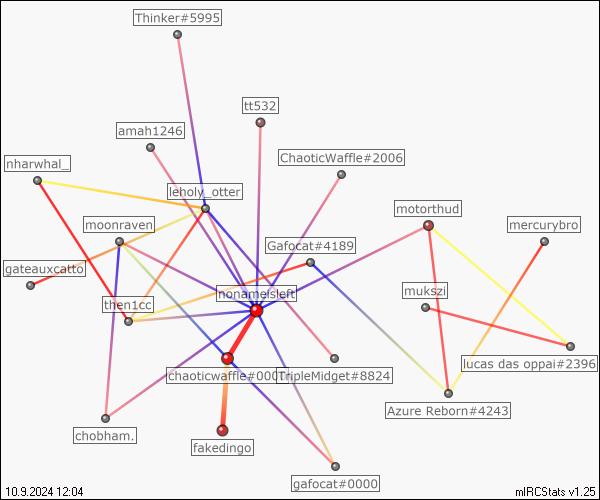 Thinker#5995
tt532
amah1246
ChaoticWaffle#2006
nharwhal_
leholy_otter
motorthud
moonraven
mercurybro
Gafocat#4189
gateauxcatto
nonameisleft
mukszi
then1cc
lucas das oppai#2396
chaoticwaffle#000
TripleMidget#8824
Azure Reborn#4243
chobham.
fakedingo
gafocat#0000
10.9.2024 12:04
mIRCStats v1.25